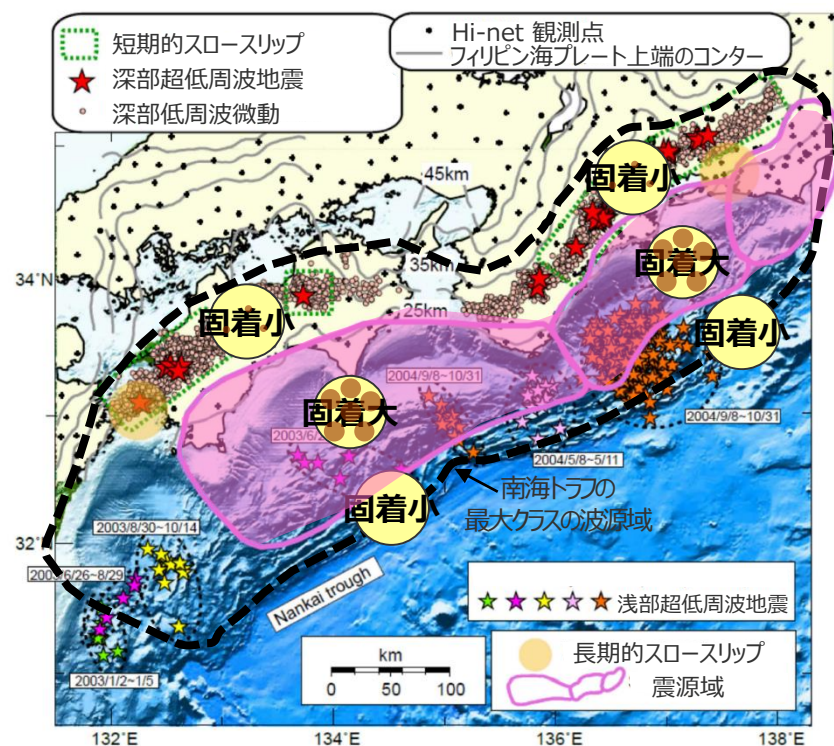 短期的スロースリップ
深部超低周波地震
深部低周波微動
Hi-net 観測点
フィリピン海プレート上端のコンター
45km
固着小
34°N
35km
固着大
25km
固着小
固着小
2004/9/8~10/31
固着大
2003/6/2
2004/9/8~10/31
2004/5/8~5/11
南海トラフの
最大クラスの波源域
固着小
2003/8/30~10/14
32°N
2003/6/26~8/29
Nankai trough
浅部超低周波地震
km
0 50 100
長期的スロースリップ
震源域
2003/1/2~1/5
132°E
134°E
136°E
138°E